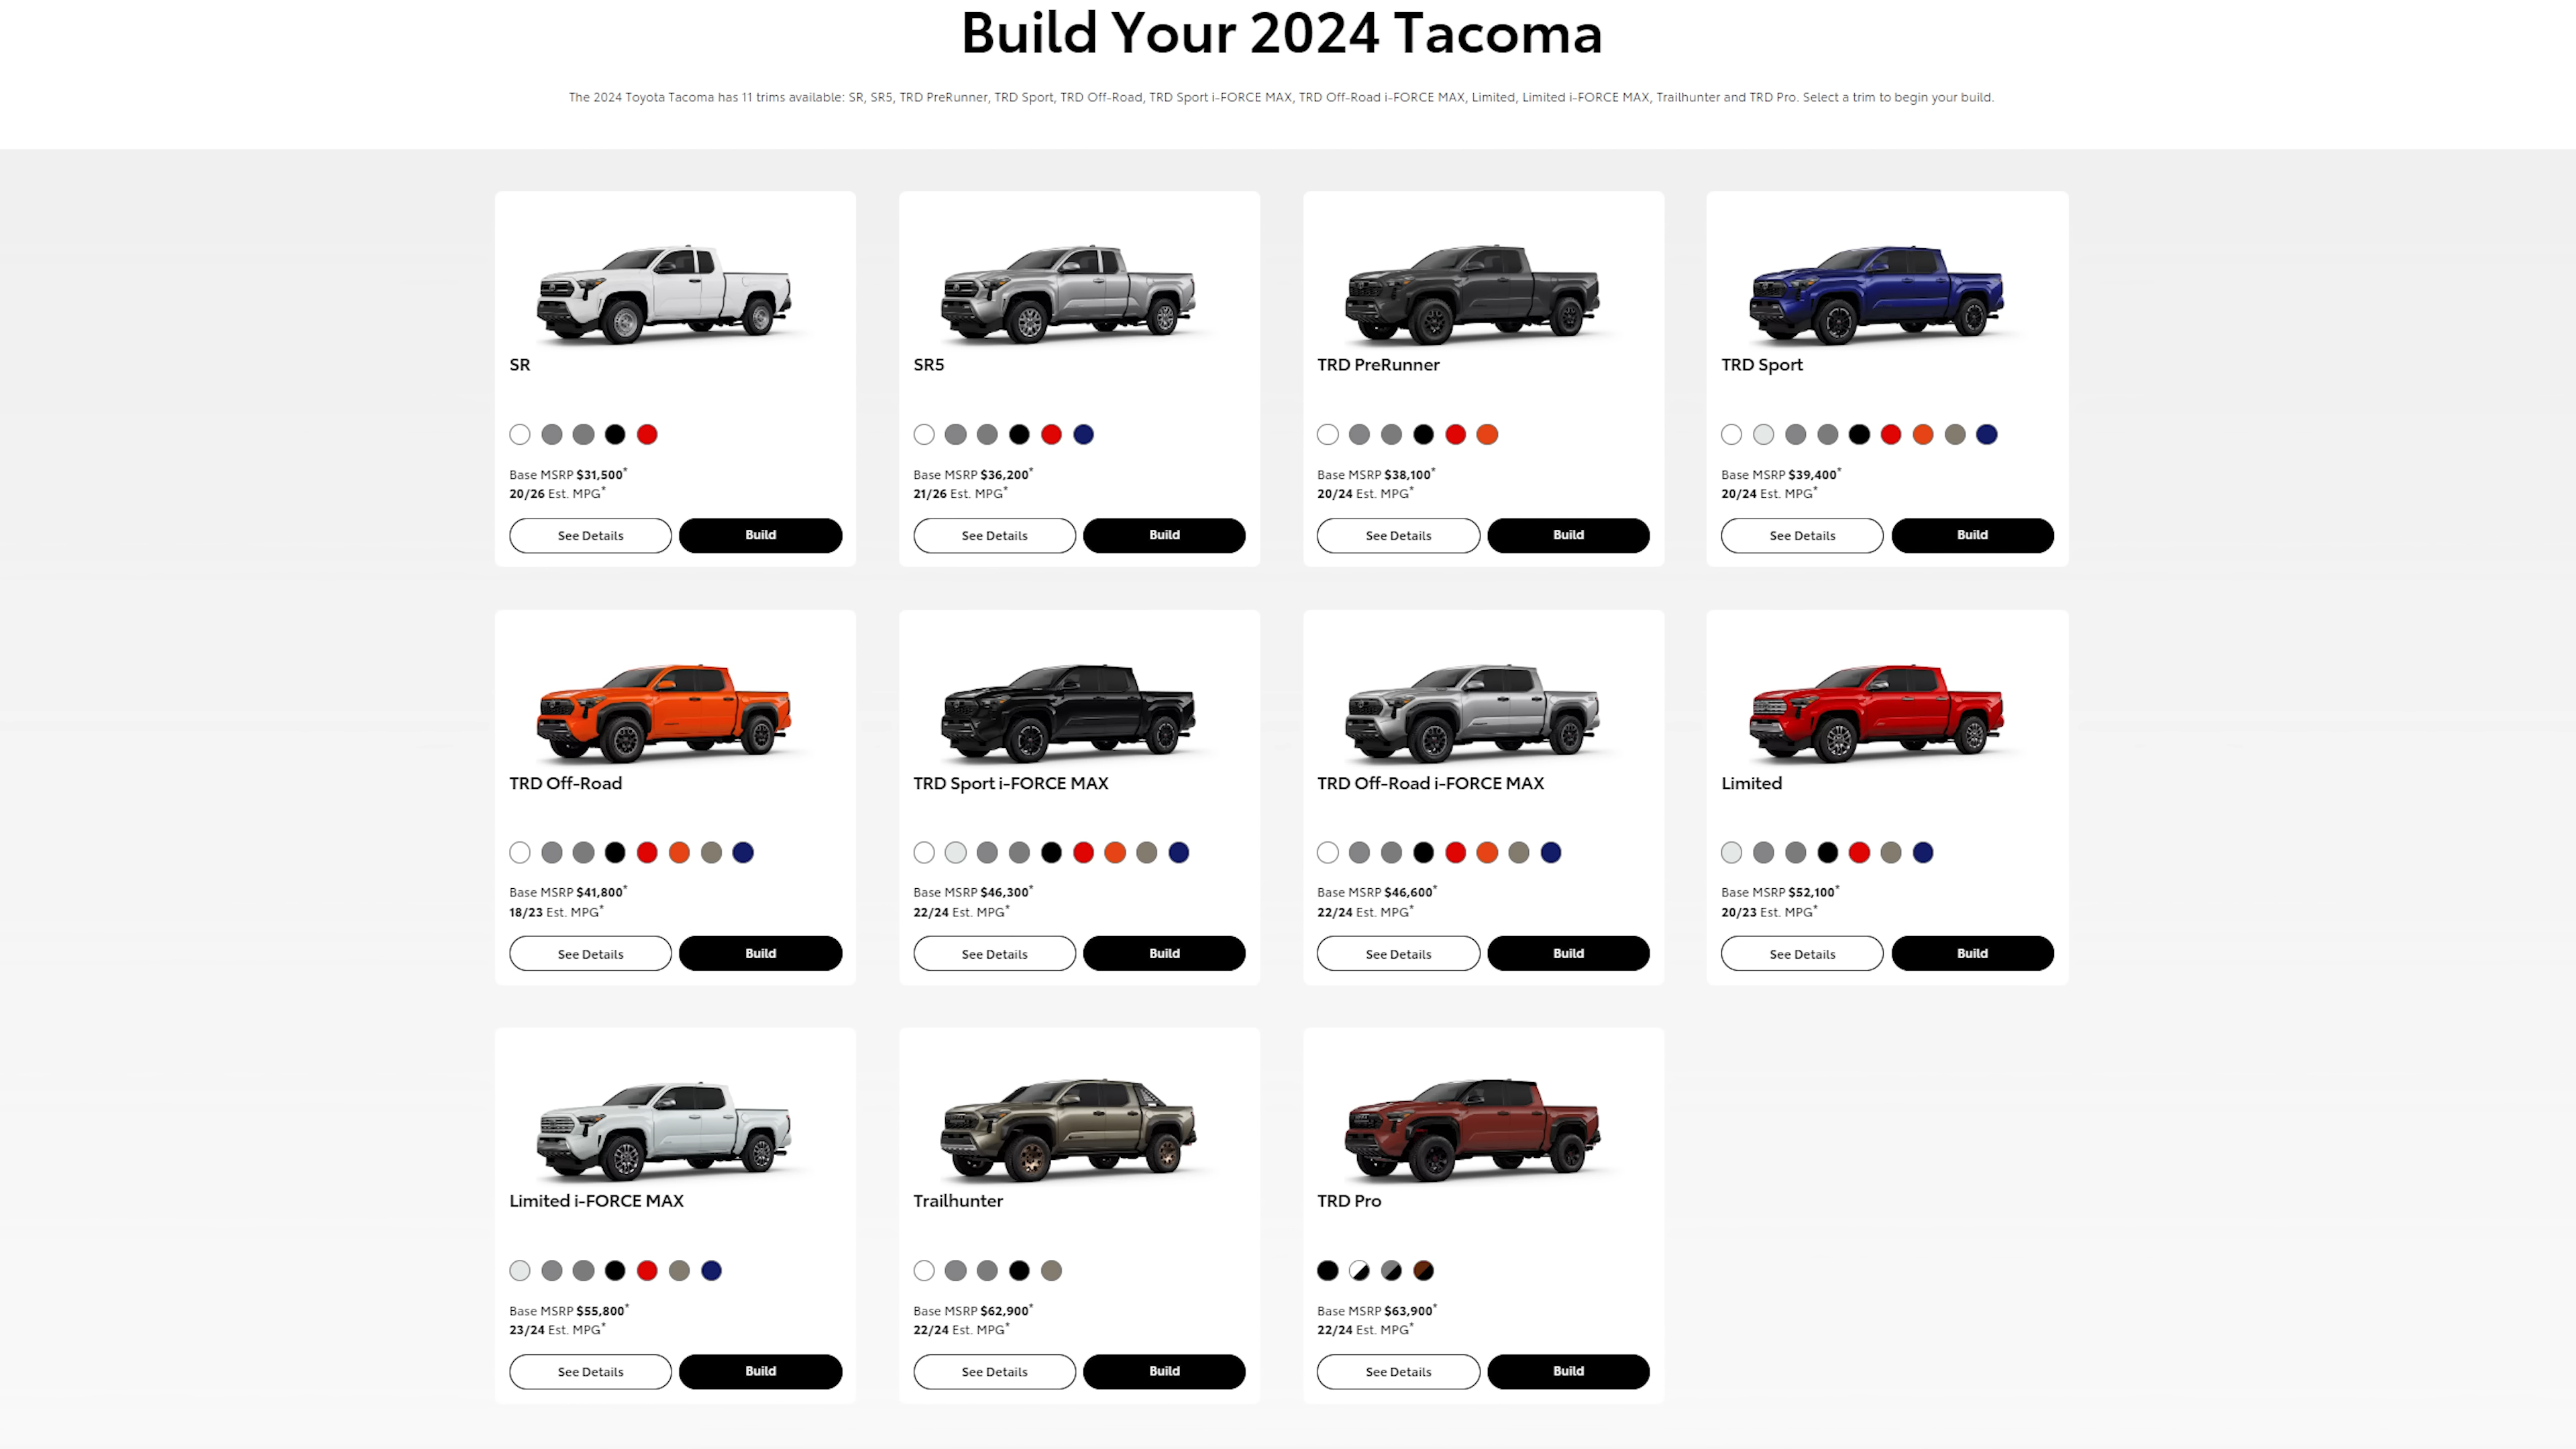 Build Your 2024 Tacoma
The 2024 Toyota Tacoma has 11 trims available: SR, SR5, TRD PreRunner, TRD Sport, TRD Off-Road, TRD Sport i-FORCE MAX, TRD Off-Road i-FORCE MAX, Limited, Limited i-FORCE MAX, Trailhunter and TRD Pro. Select a trim to begin your build.
SR
Base MSRP $31,500*
20/26 Est. MPG*
See Details
Build
SR5
Base MSRP $36,200*
21/26 Est. MPG*
See Details
Build
TRD PreRunner
Base MSRP $38,100*
20/24 Est. MPG*
See Details
Build
TRD Sport
Base MSRP $39,400*
20/24 Est. MPG*
See Details
Build
TRD Off-Road
Base MSRP $41,800*
18/23 Est. MPG*
See Details
Build
TRD Sport i-FORCE MAX
Base MSRP $46,300*
22/24 Est. MPG*
See Details
Build
TRD Off-Road i-FORCE MAX
Base MSRP $46,600*
22/24 Est. MPG*
See Details
Build
Limited
Base MSRP $52,100*
20/23 Est. MPG*
See Details
Build
Limited i-FORCE MAX
Base MSRP $55,800*
23/24 Est. MPG*
See Details
Build
Trailhunter
Base MSRP $62,900*
22/24 Est. MPG*
See Details
Build
TRD Pro
Base MSRP $63,900*
22/24 Est. MPG*
See Details
Build